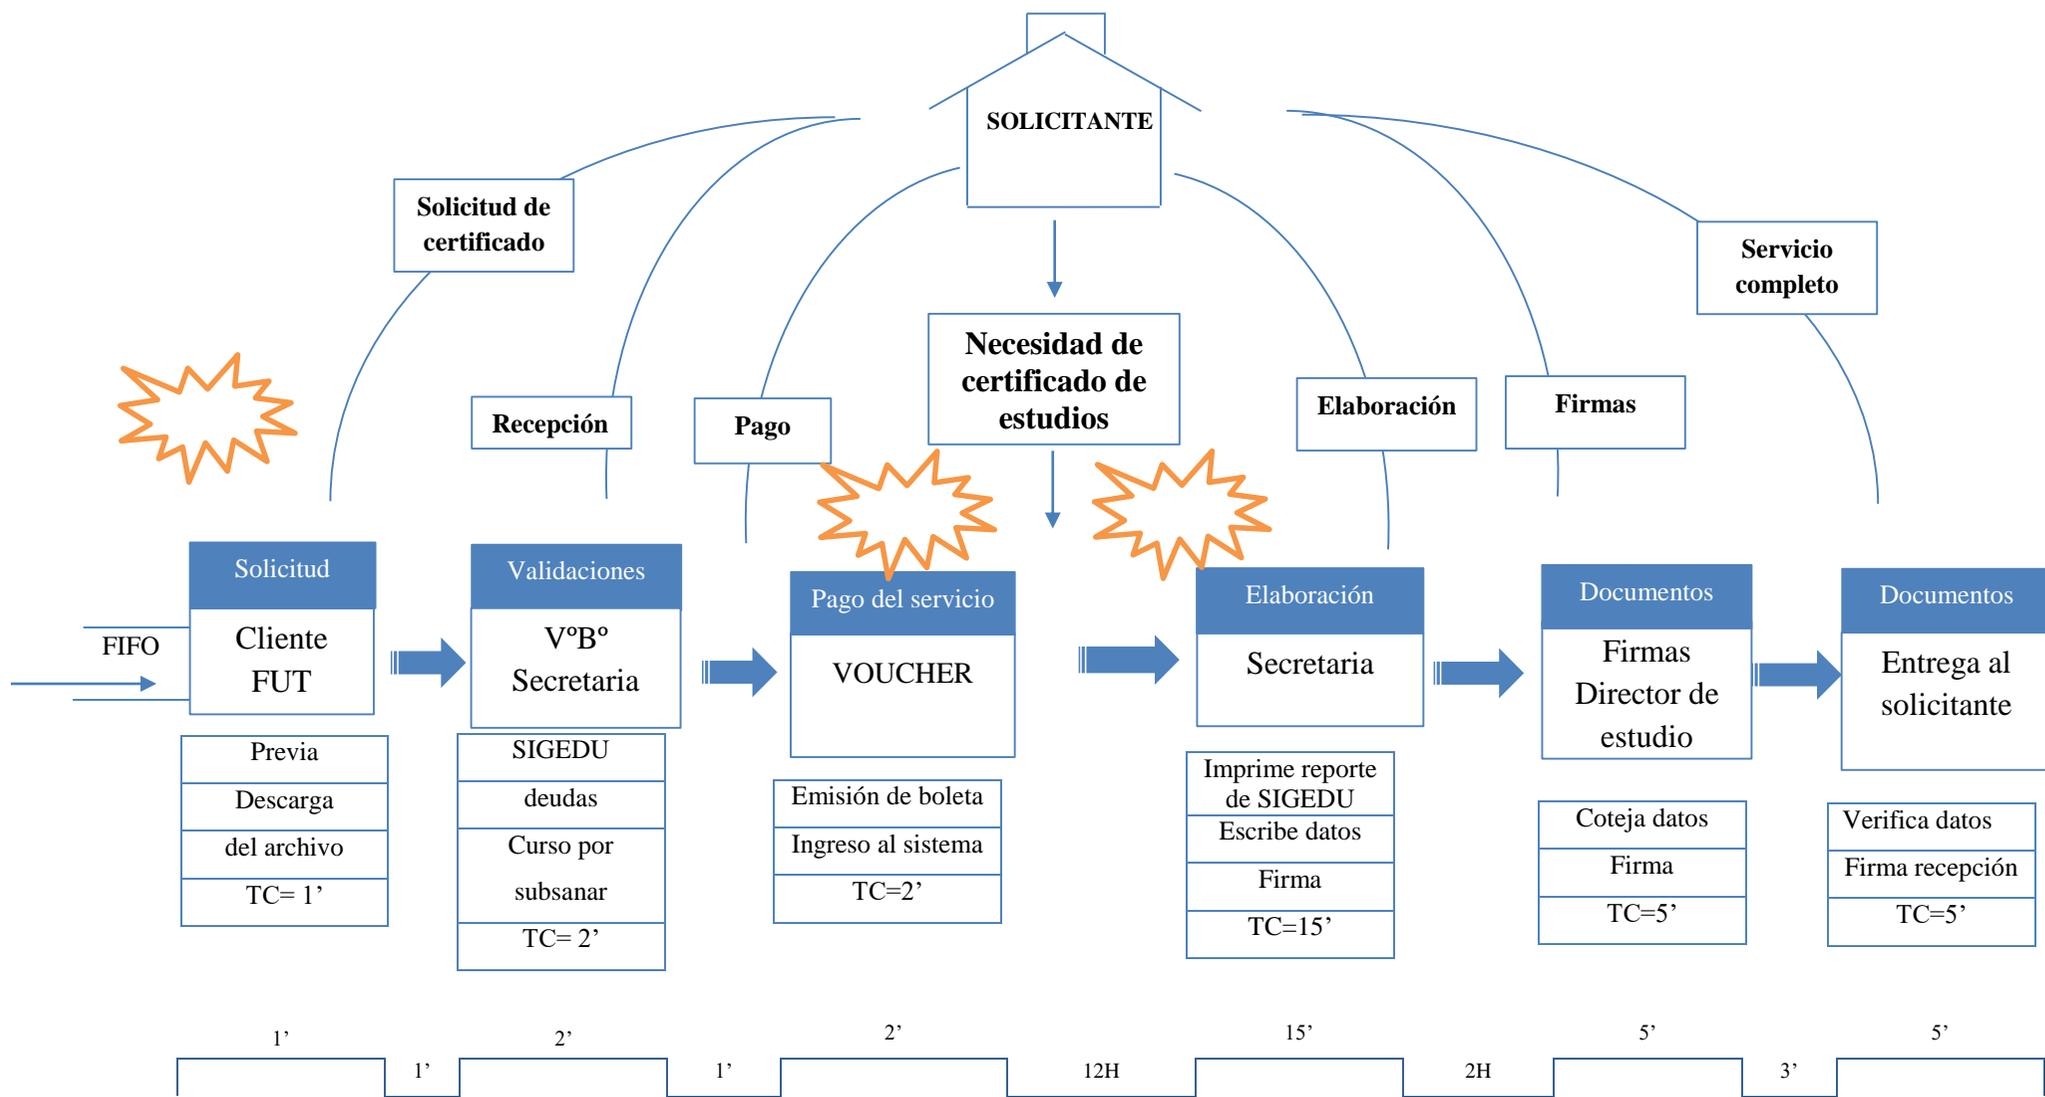 SOLICITANTE
Solicitud de
certificado
Servicio
completo
Necesidad de
certificado de
estudios
Recepción
Pago
Elaboración
Firmas
Solicitud
Cliente
FUT
FIFO
Previa
Descarga
del archivo
TC= 1’
Validaciones
VºBº
Secretaria
SIGEDU
deudas
Curso por
subsanar
TC= 2’
Pago del servicio
VOUCHER
Emisión de boleta
Ingreso al sistema
TC=2’
Elaboración
Secretaria
Imprime reporte
de SIGEDU
Escribe datos
Firma
TC=15’
Documentos
Firmas
Director de
estudio
Coteja datos
Firma
TC=5’
Documentos
Entrega al
solicitante
Verifica datos
Firma recepción
TC=5’
1’
1’
2’
1’
2’
12H
15’
2H
5’
3’
5’